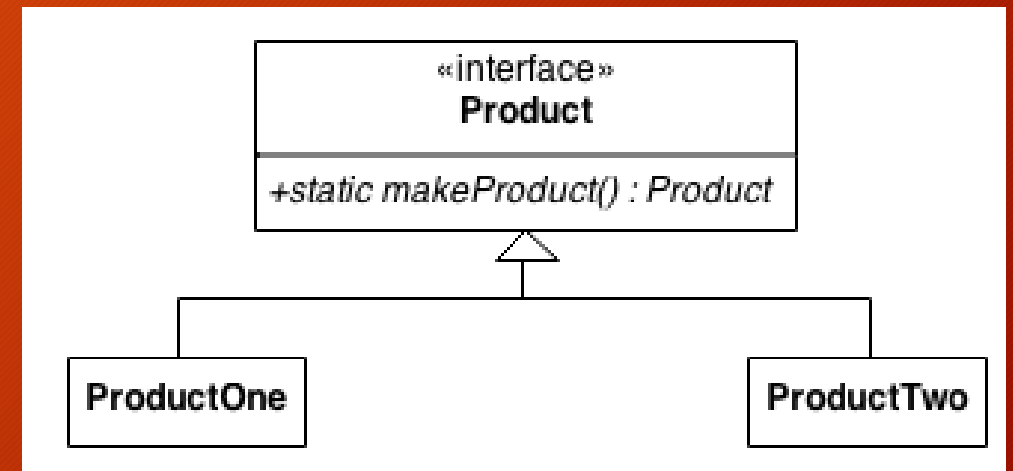 «interface»
Product
+static makeProduct() : Product
ProductOne
ProductTwo